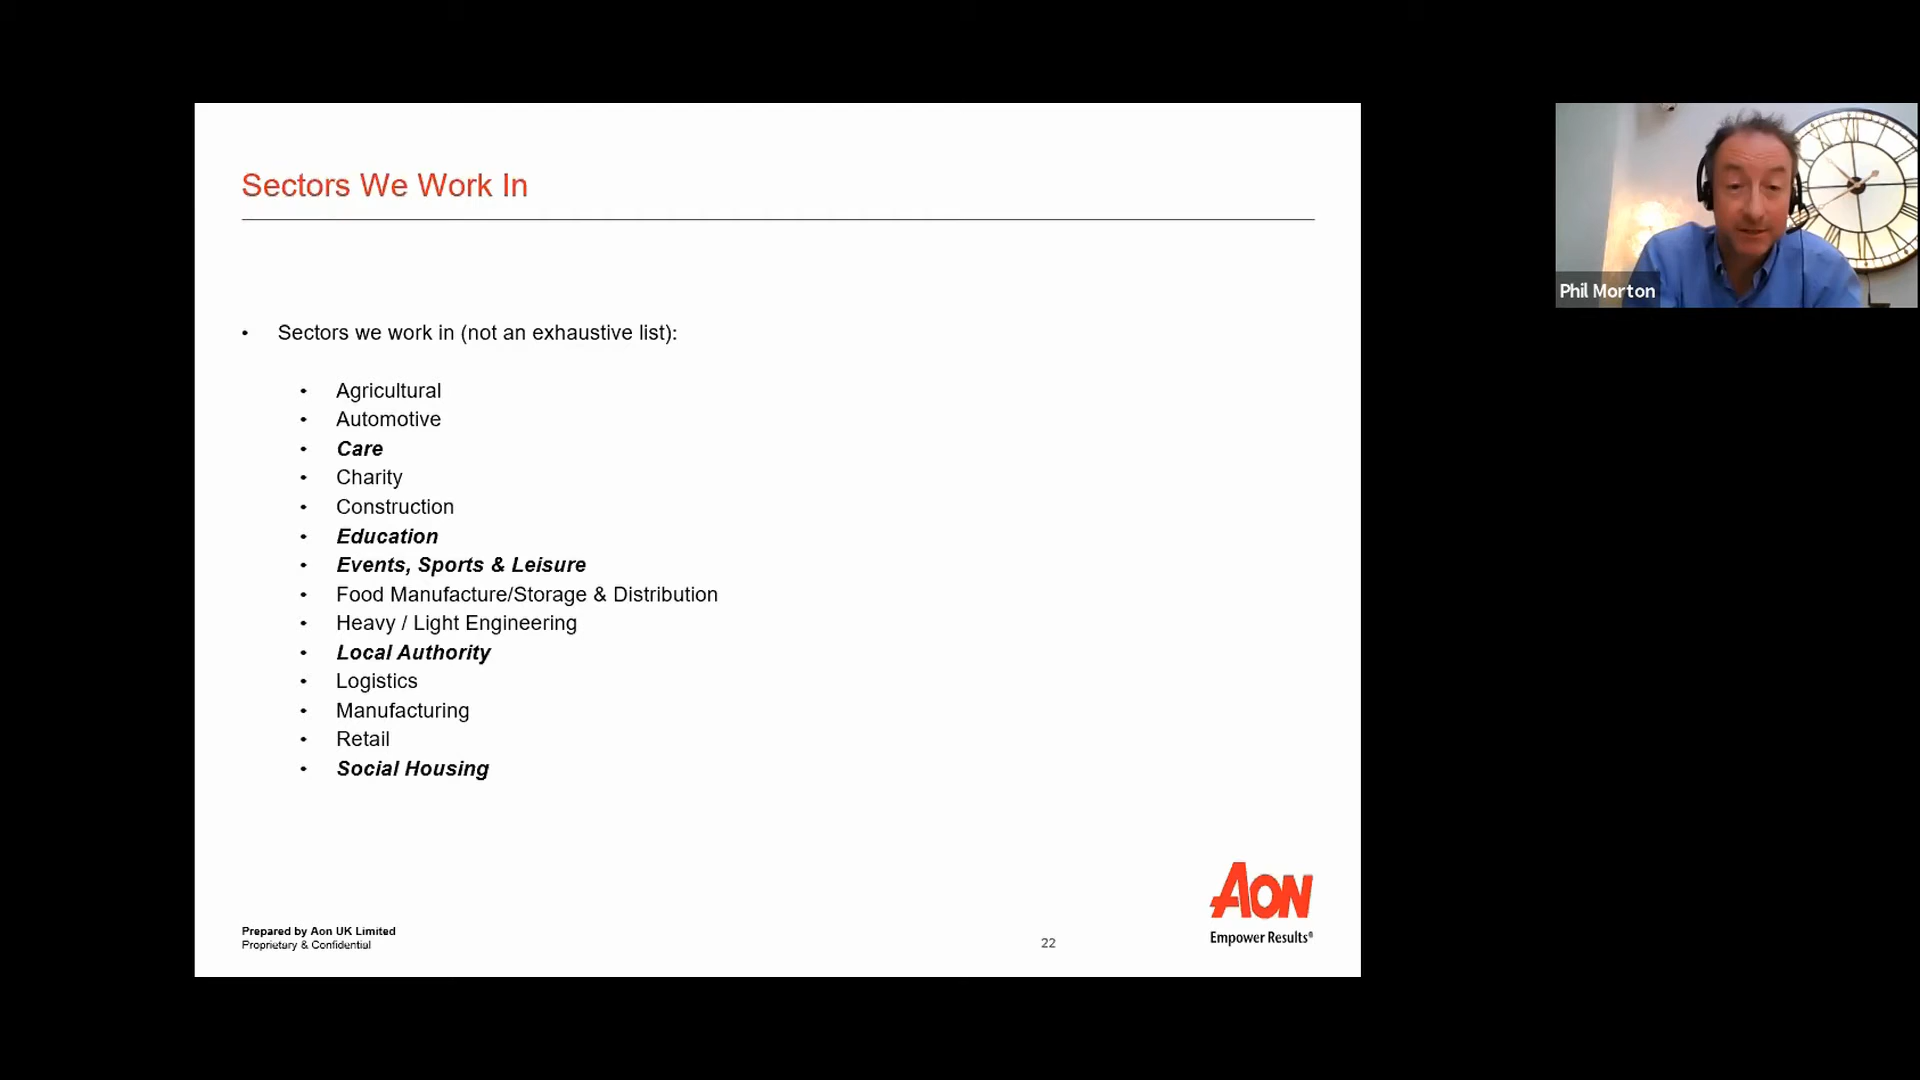 Sectors We Work In
• Sectors we work in (not an exhaustive list):
• Agricultural
• Automotive
• Care
• Charity
• Construction
• Education
• Events, Sports & Leisure
• Food Manufacture/Storage & Distribution
• Heavy / Light Engineering
• Local Authority
• Logistics
• Manufacturing
• Retail
• Social Housing
Prepared by Aon UK Limited
Proprietary & Confidential
22
AON
Empower Results®
Phil Morton